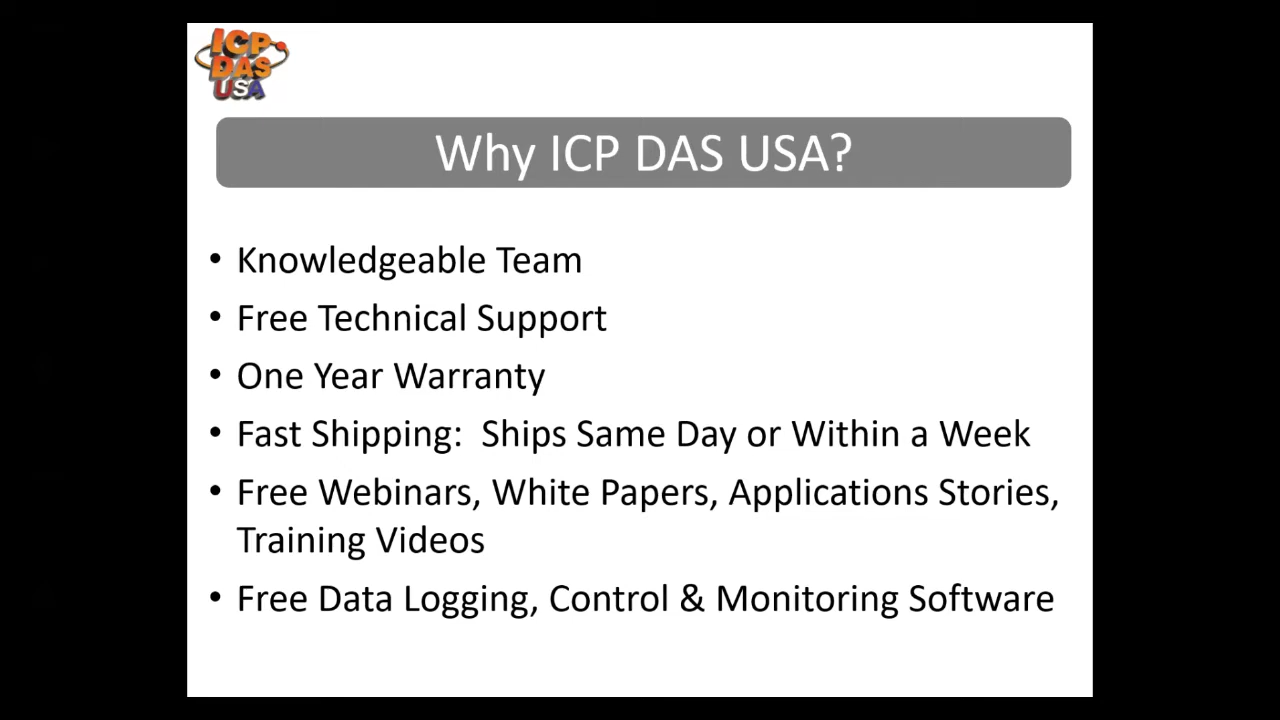 ICP
DAS
USA
Why ICP DAS USA?
• Knowledgeable Team
• Free Technical Support
• One Year Warranty
• Fast Shipping:  Ships Same Day or Within a Week
• Free Webinars, White Papers, Applications Stories,
Training Videos
• Free Data Logging, Control & Monitoring Software